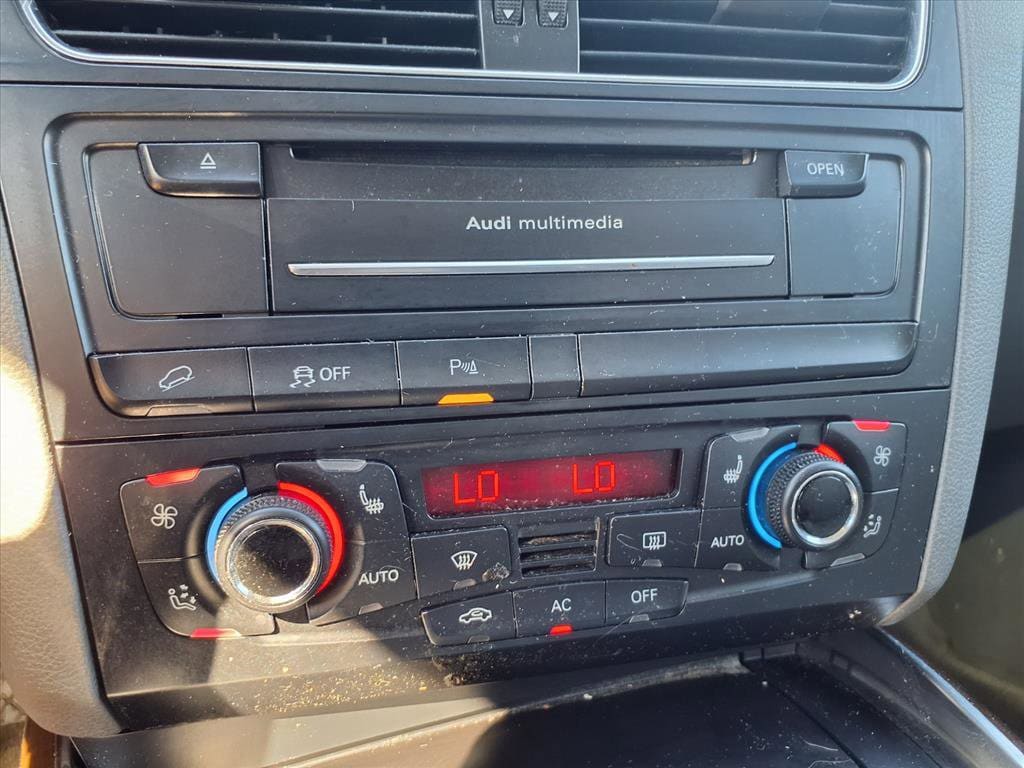 OPEN
Audi multimedia
OFF
P
LO LO
AUTO
AUTO
AC
OFF